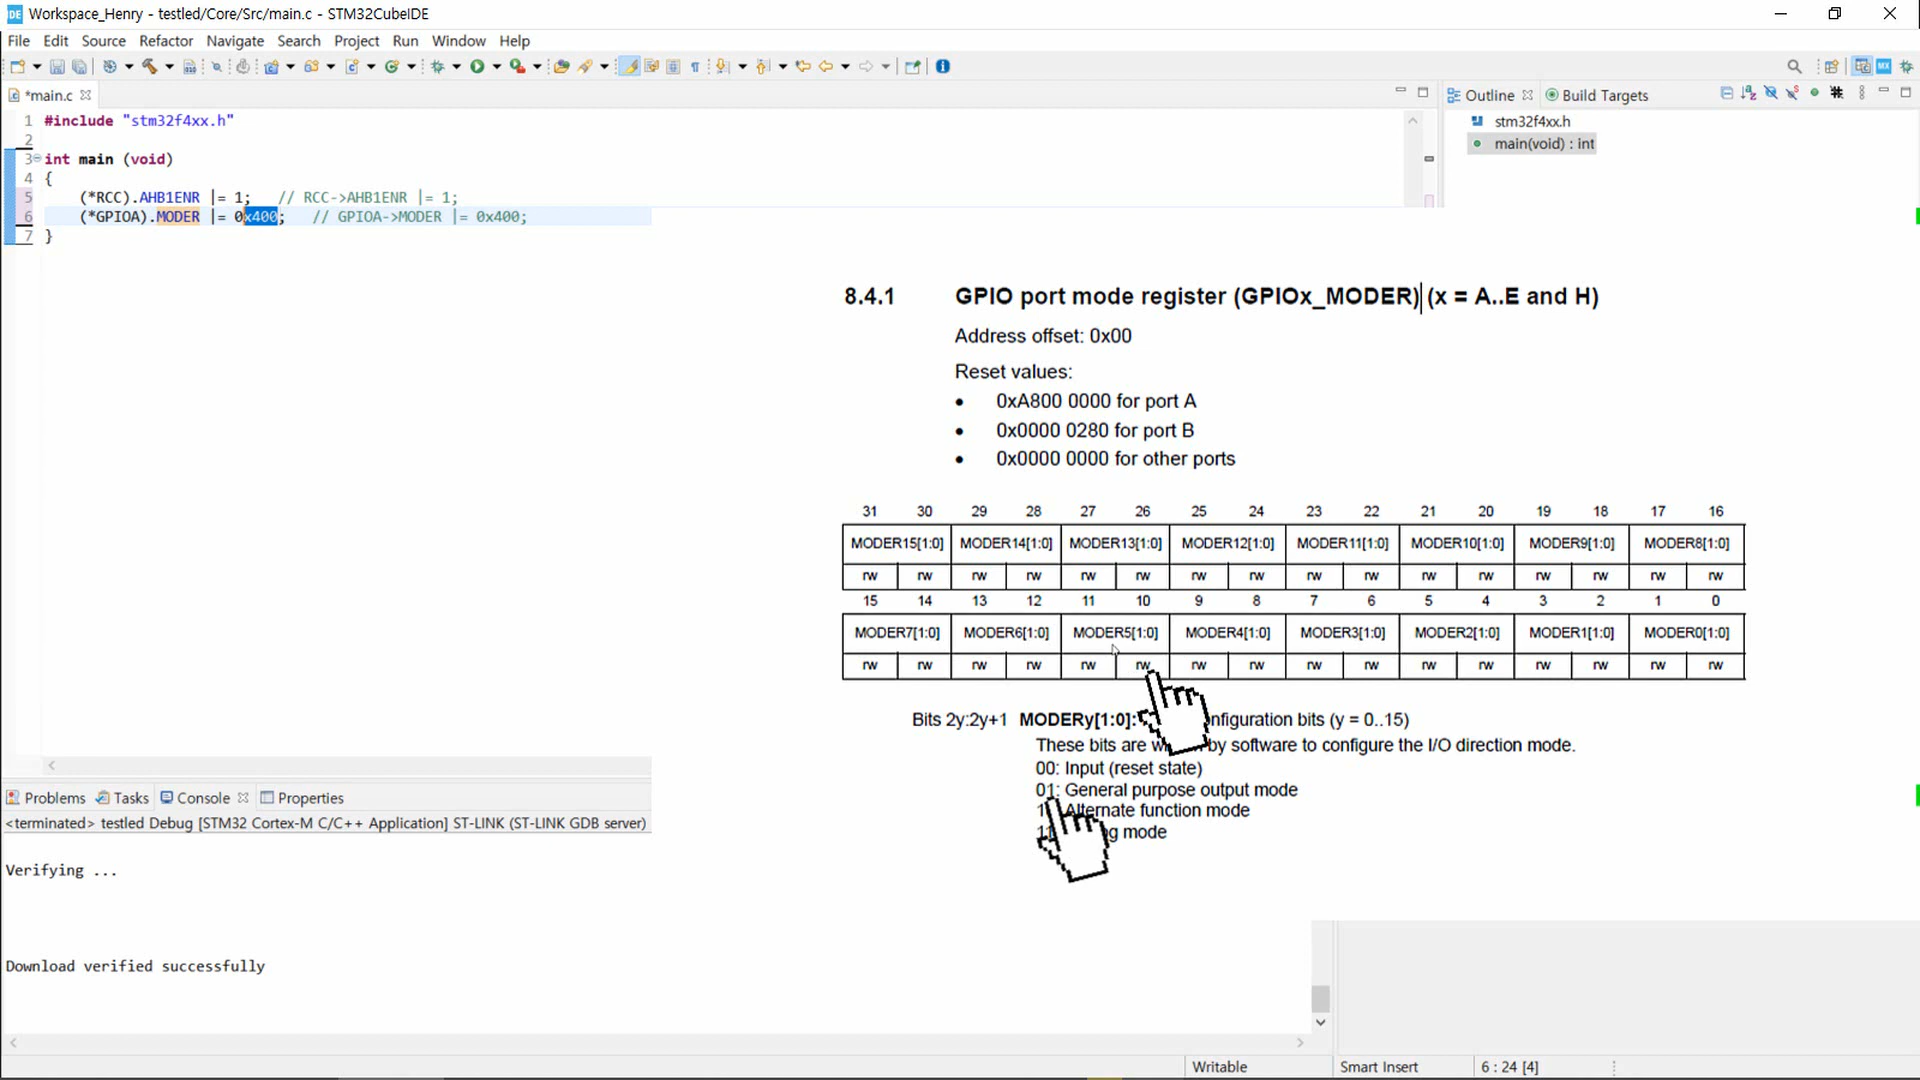 Workspace_Henry - testled/Core/Src/main.c - STM32CubeIDE
File Edit Source Refactor Navigate Search Project Run Window Help
*main.c
Outline Build Targets
1 #include "stm32f4xx.h"
2
3 int main (void)
4 {
5 (*RCC).AHB1ENR |= 1; // RCC->AHB1ENR |= 1;
6 (*GPIOA).MODER |= 0x400; // GPIOA->MODER |= 0x400;
7 }
stm32f4xx.h
main(void) : int
8.4.1 GPIO port mode register (GPIOx_MODER) (x = A..E and H)
Address offset: 0x00
Reset values:
• 0xA800 0000 for port A
• 0x0000 0280 for port B
• 0x0000 0000 for other ports
31 30 29 28 27 26 25 24 23 22 21 20 19 18 17 16
MODER15[1:0] MODER14[1:0] MODER13[1:0] MODER12[1:0] MODER11[1:0] MODER10[1:0] MODER9[1:0] MODER8[1:0]
rw rw rw rw rw rw rw rw rw rw rw rw rw rw rw rw
15 14 13 12 11 10 9 8 7 6 5 4 3 2 1 0
MODER7[1:0] MODER6[1:0] MODER5[1:0] MODER4[1:0] MODER3[1:0] MODER2[1:0] MODER1[1:0] MODER0[1:0]
rw rw rw rw rw rw rw rw rw rw rw rw rw rw rw rw
Bits 2y:2y+1 MODERy[1:0]: nfiguration bits (y = 0..15)
These bits are by software to configure the I/O direction mode.
00: Input (reset state)
01: General purpose output mode
Alternate function mode
mode
Problems Tasks Console Properties
<terminated> testled Debug [STM32 Cortex-M C/C++ Application] ST-LINK (ST-LINK GDB server)
Verifying ...
Download verified successfully
Writable Smart Insert 6 : 24 [4]